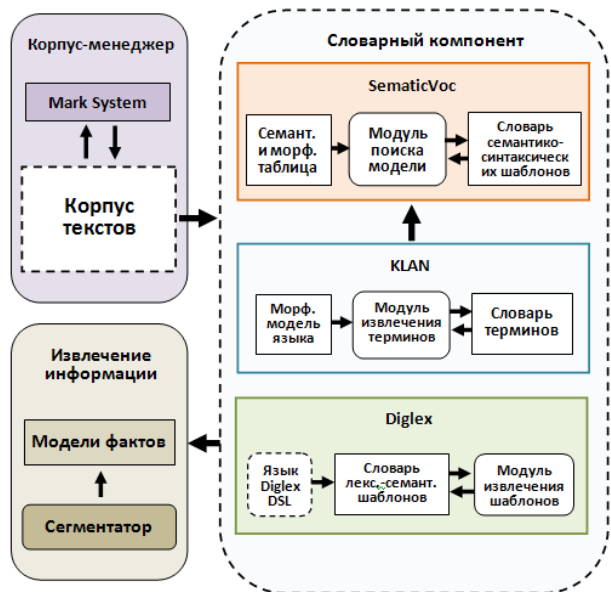 Корпус-менеджер
Mark System
Корпус
текстов
Извлечение
информации
Модели фактов
Сегментатор
Словарный компонент
SematicVoc
Семант.
и морф.
таблица
Модуль
поиска
модели
Словарь
семантико-
синтаксическ
их шаблонов
KLAN
Морф.
модель
языка
Модуль
извлечения
терминов
Словарь
терминов
Diglex
Язык
Diglex
DSL
Словарь
лекс.-семант.
шаблонов
Модуль
извлечения
шаблонов